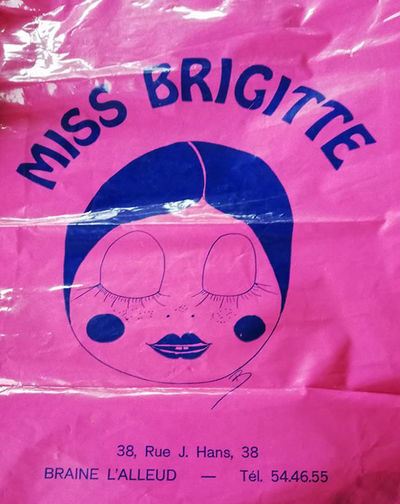 MISS BRIGITTE
38, Rue J. Hans, 38
BRAINE L'ALLEUD — Tél. 54.46.55